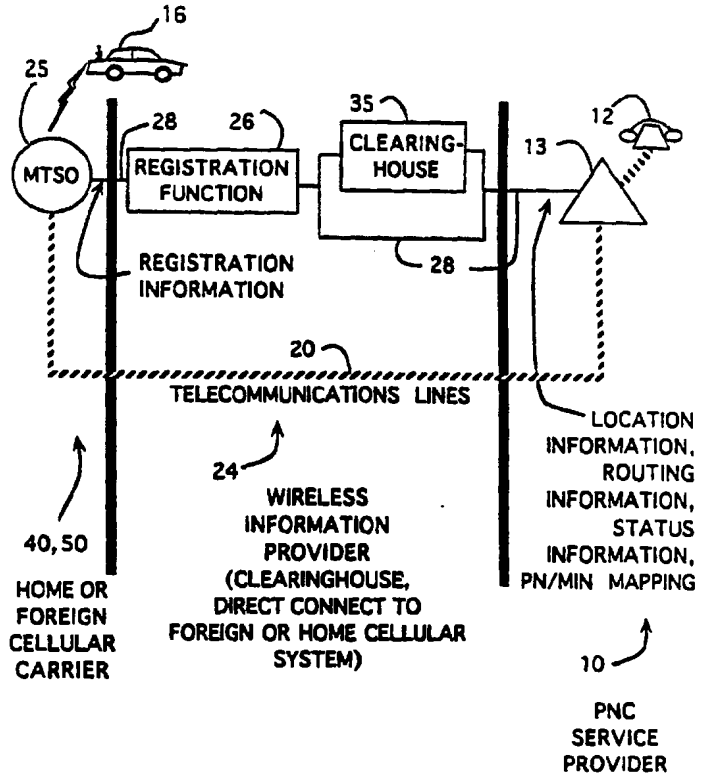 16
25
28
26
35
12
13
MTSO
REGISTRATION
FUNCTION
CLEARING-
HOUSE
28
REGISTRATION
INFORMATION
20
TELECOMMUNICATIONS LINES
24
WIRELESS
INFORMATION
PROVIDER
(CLEARINGHOUSE,
DIRECT CONNECT TO
FOREIGN OR HOME CELLULAR
SYSTEM)
LOCATION
INFORMATION,
ROUTING
INFORMATION,
STATUS
INFORMATION,
PN/MIN MAPPING
40, 50
HOME OR
FOREIGN
CELLULAR
CARRIER
10
PNC
SERVICE
PROVIDER